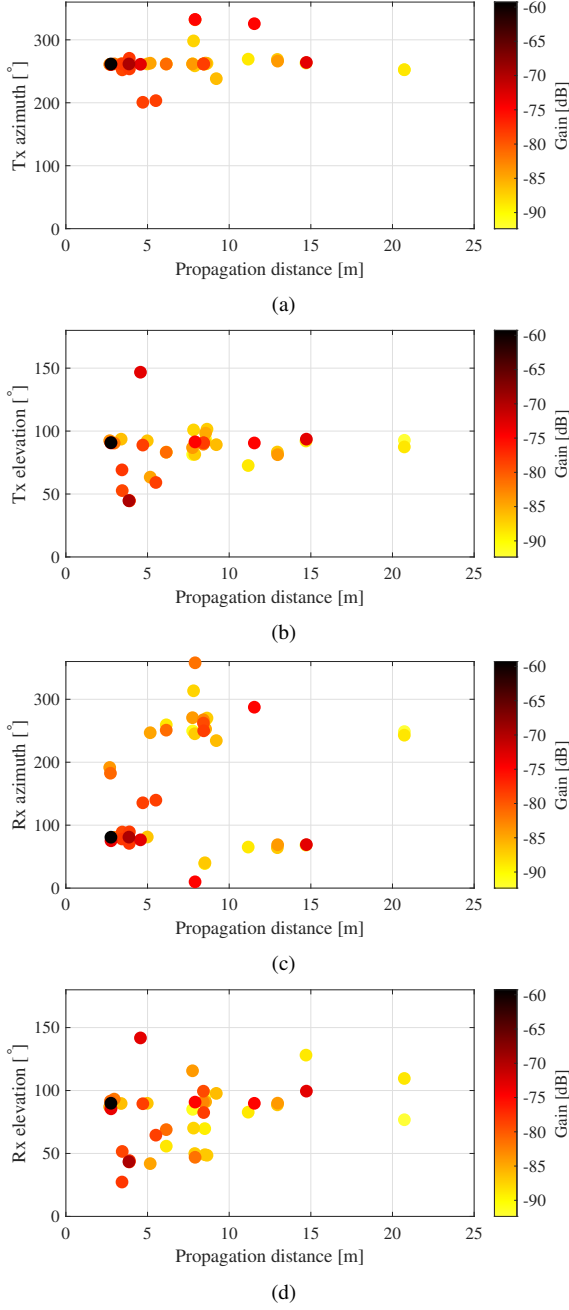 300
200
100
0
0 5 10 15 20 25
Tx azimuth [°]
Propagation distance [m]
-60
-65
-70
-75
-80
-85
-90
Gain [dB]
(a)
150
100
50
0
0 5 10 15 20 25
Tx elevation [°]
Propagation distance [m]
-60
-65
-70
-75
-80
-85
-90
Gain [dB]
(b)
300
200
100
0
0 5 10 15 20 25
Rx azimuth [°]
Propagation distance [m]
-60
-65
-70
-75
-80
-85
-90
Gain [dB]
(c)
150
100
50
0
0 5 10 15 20 25
Rx elevation [°]
Propagation distance [m]
-60
-65
-70
-75
-80
-85
-90
Gain [dB]
(d)